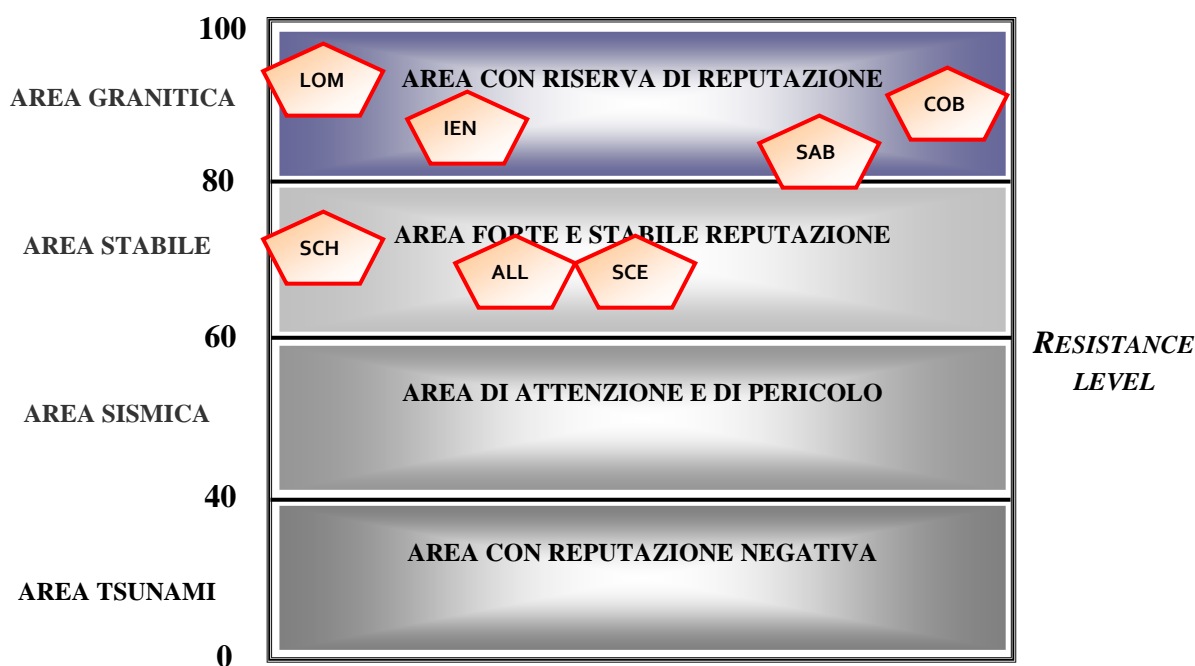 100
LOM
AREA CON RISERVA DI REPUTAZIONE
AREA GRANITICA
COB
IEN
SAB
80
SCH
AREA FORTE E STABILE REPUTAZIONE
AREA STABILE
ALL
SCE
60
RESISTANCE
LEVEL
AREA DI ATTENZIONE E DI PERICOLO
AREA SISMICA
40
AREA CON REPUTAZIONE NEGATIVA
AREA TSUNAMI
0